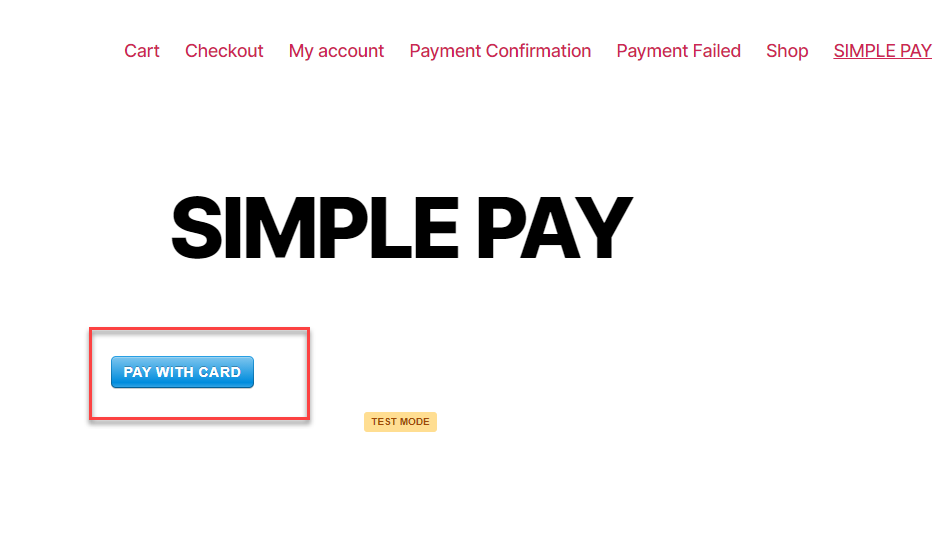 Cart Checkout My account Payment Confirmation Payment Failed Shop SIMPLE PAY
SIMPLE PAY
PAY WITH CARD
TEST MODE